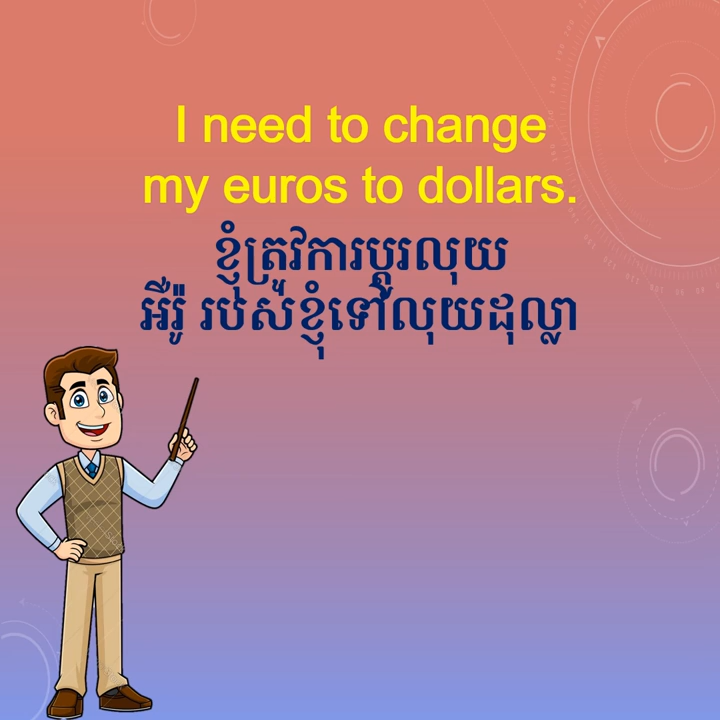 I need to change
my euros to dollars.
ខ្ញុំត្រូវការប្តូរលុយ
អឺរ៉ូ របស់ខ្ញុំទៅលុយដុល្លា